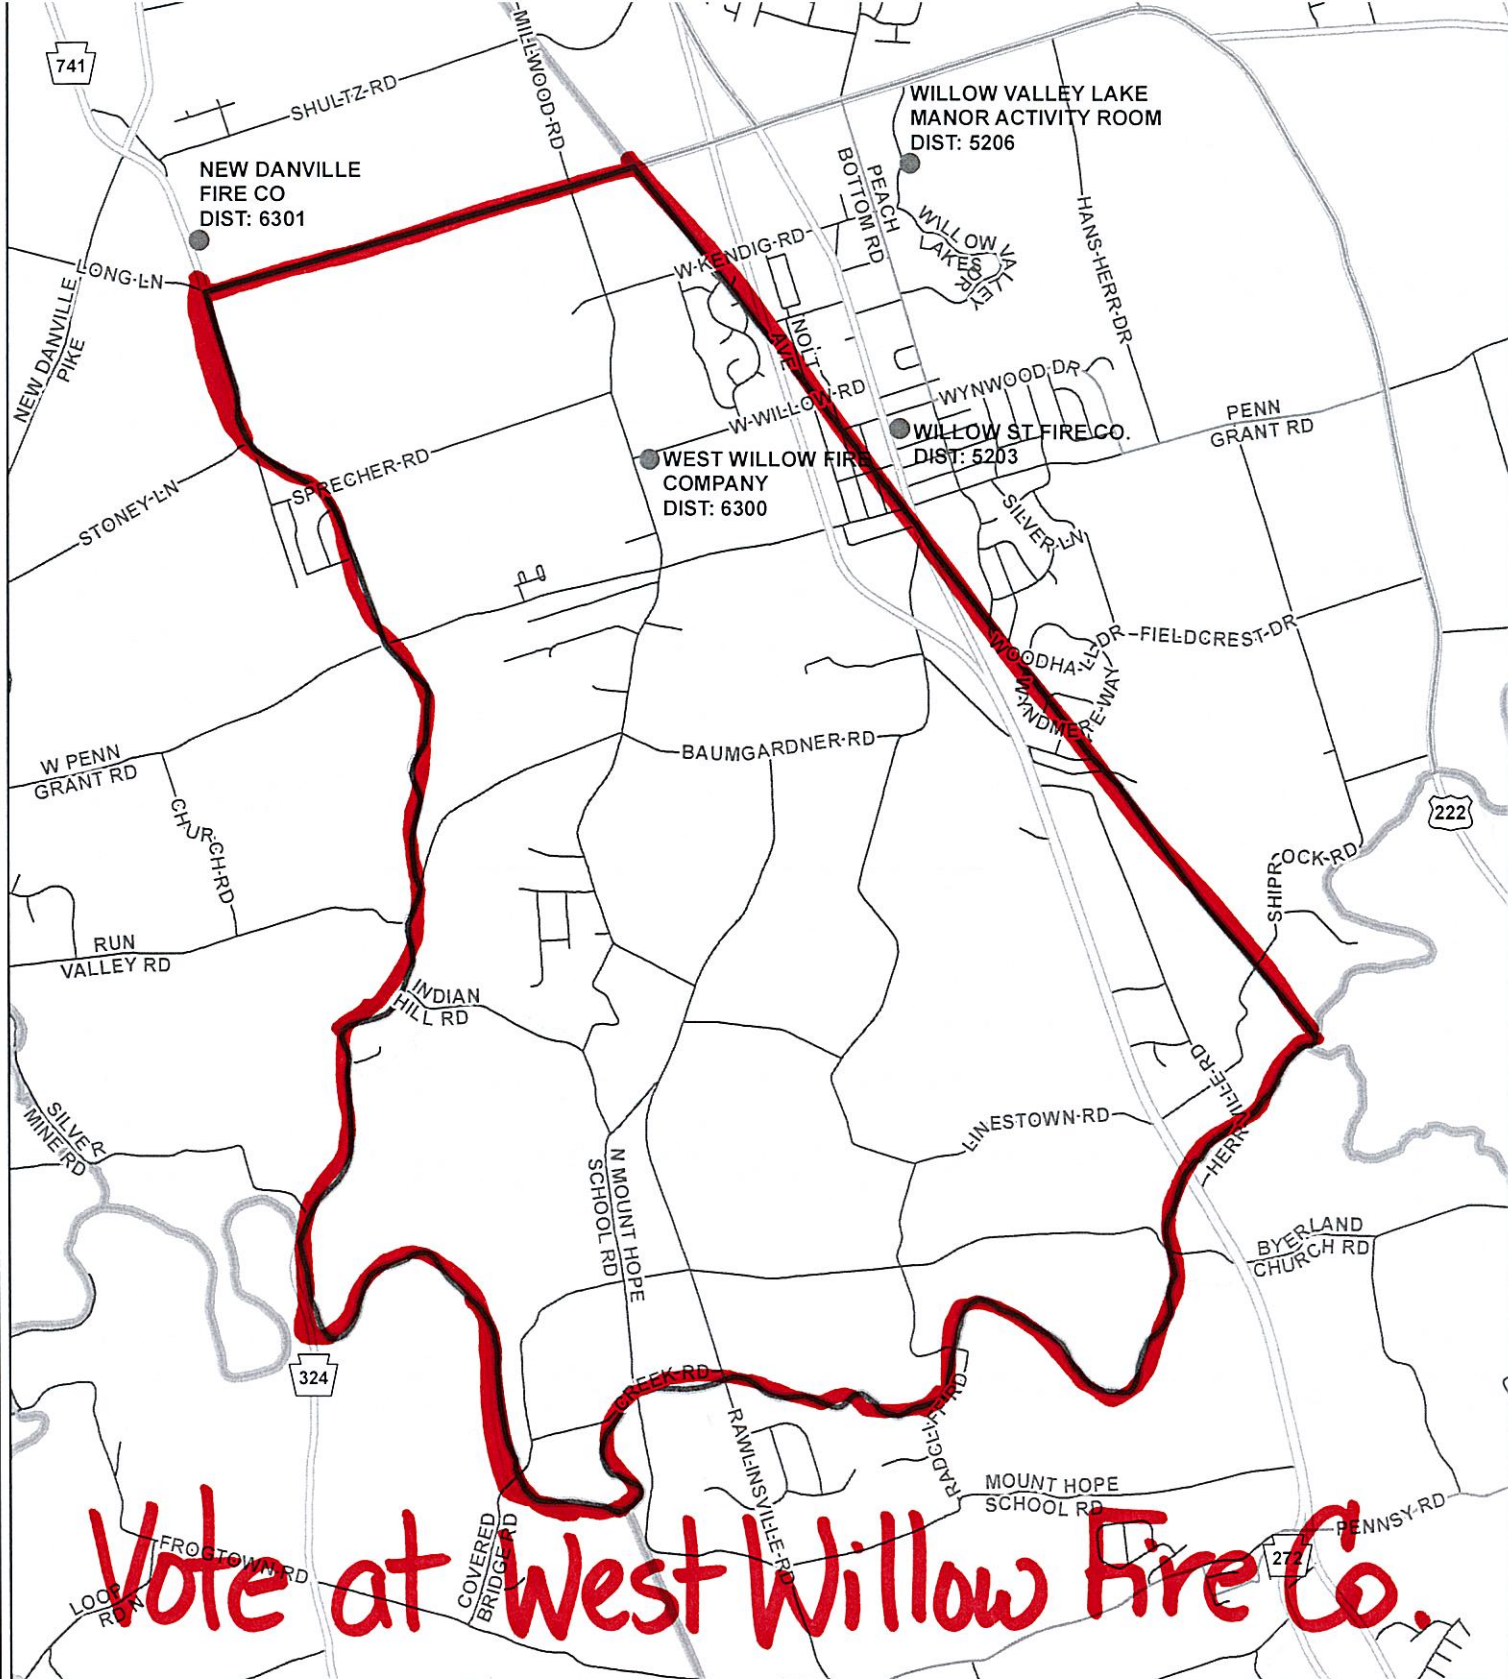 741
SHULTZ-RD
MILLWOOD-RD
WILLOW VALLEY LAKE
MANOR ACTIVITY ROOM
DIST: 5206
NEW DANVILLE
FIRE CO
DIST: 6301
PEACH
BOTTOM RD
HANS-HERR-DR
WILLOW VALLEY
LAKES DR
W-KENDIG-RD
LONG-LN
NEW DANVILLE
PIKE
NOLT
AVE
WYNWOOD-DR
W-WILLOW-RD
PENN
GRANT RD
WILLOW ST FIRE CO.
DIST: 5203
WEST WILLOW FIRE
COMPANY
DIST: 6300
SPRECHER-RD
STONEY-LN
SILVER-LN
WOODHALL-DR
FIELDCREST-DR
WYNDMERE-WAY
BAUMGARDNER-RD
W PENN
GRANT RD
CHURCH-RD
222
SHIPROCK-RD
RUN
VALLEY RD
INDIAN
HILL RD
SILVER
MINE RD
LINESTOWN-RD
HERRVILLE-RD
N MOUNT HOPE
SCHOOL RD
BYERLAND
CHURCH RD
324
CREEK-RD
RADCLIFF-RD
RAWLINSVILLE-RD
MOUNT HOPE
SCHOOL RD
PENNSY-RD
272
COVERED
BRIDGE RD
FROGTOWN-RD
LOOP
RD N
Vote at West Willow Fire Co.